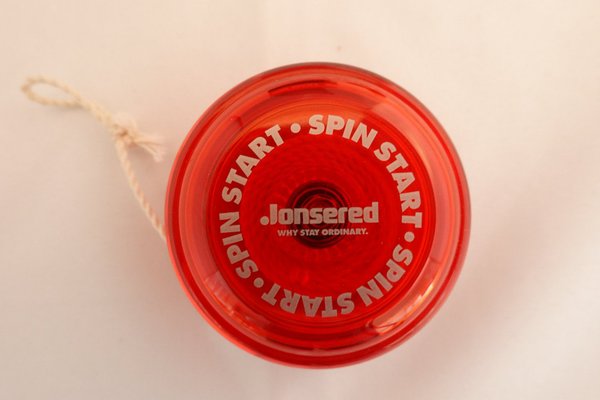 SPIN START • SPIN START • SPIN START • SPIN START •
Jonsered
WHY STAY ORDINARY.